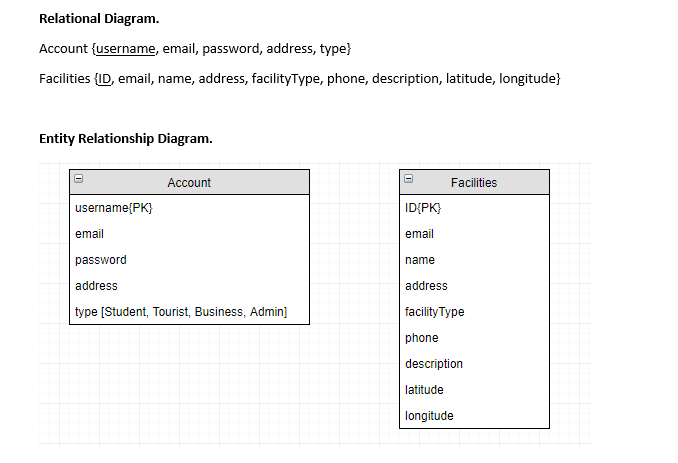 Relational Diagram.
Account {username, email, password, address, type}
Facilities {ID, email, name, address, facilityType, phone, description, latitude, longitude}
Entity Relationship Diagram.
Account
username{PK}
email
password
address
type [Student, Tourist, Business, Admin]
Facilities
ID{PK}
email
name
address
facilityType
phone
description
latitude
longitude